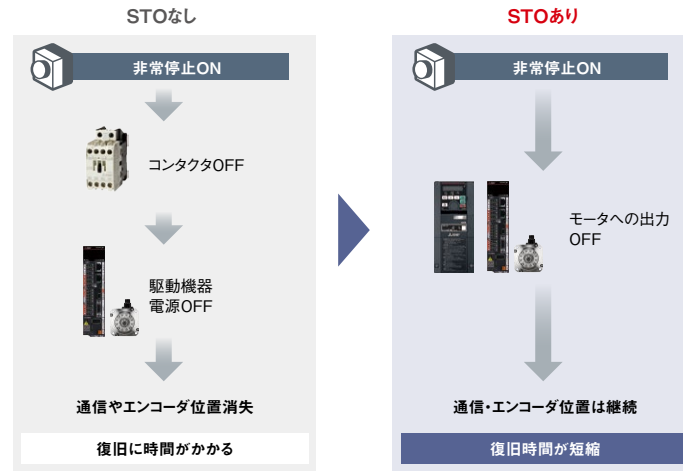 STOなし
非常停止ON
コンタクタOFF
駆動機器
電源OFF
通信やエンコーダ位置消失
復旧に時間がかかる
STOあり
非常停止ON
モータへの出力
OFF
通信・エンコーダ位置は継続
復旧時間が短縮